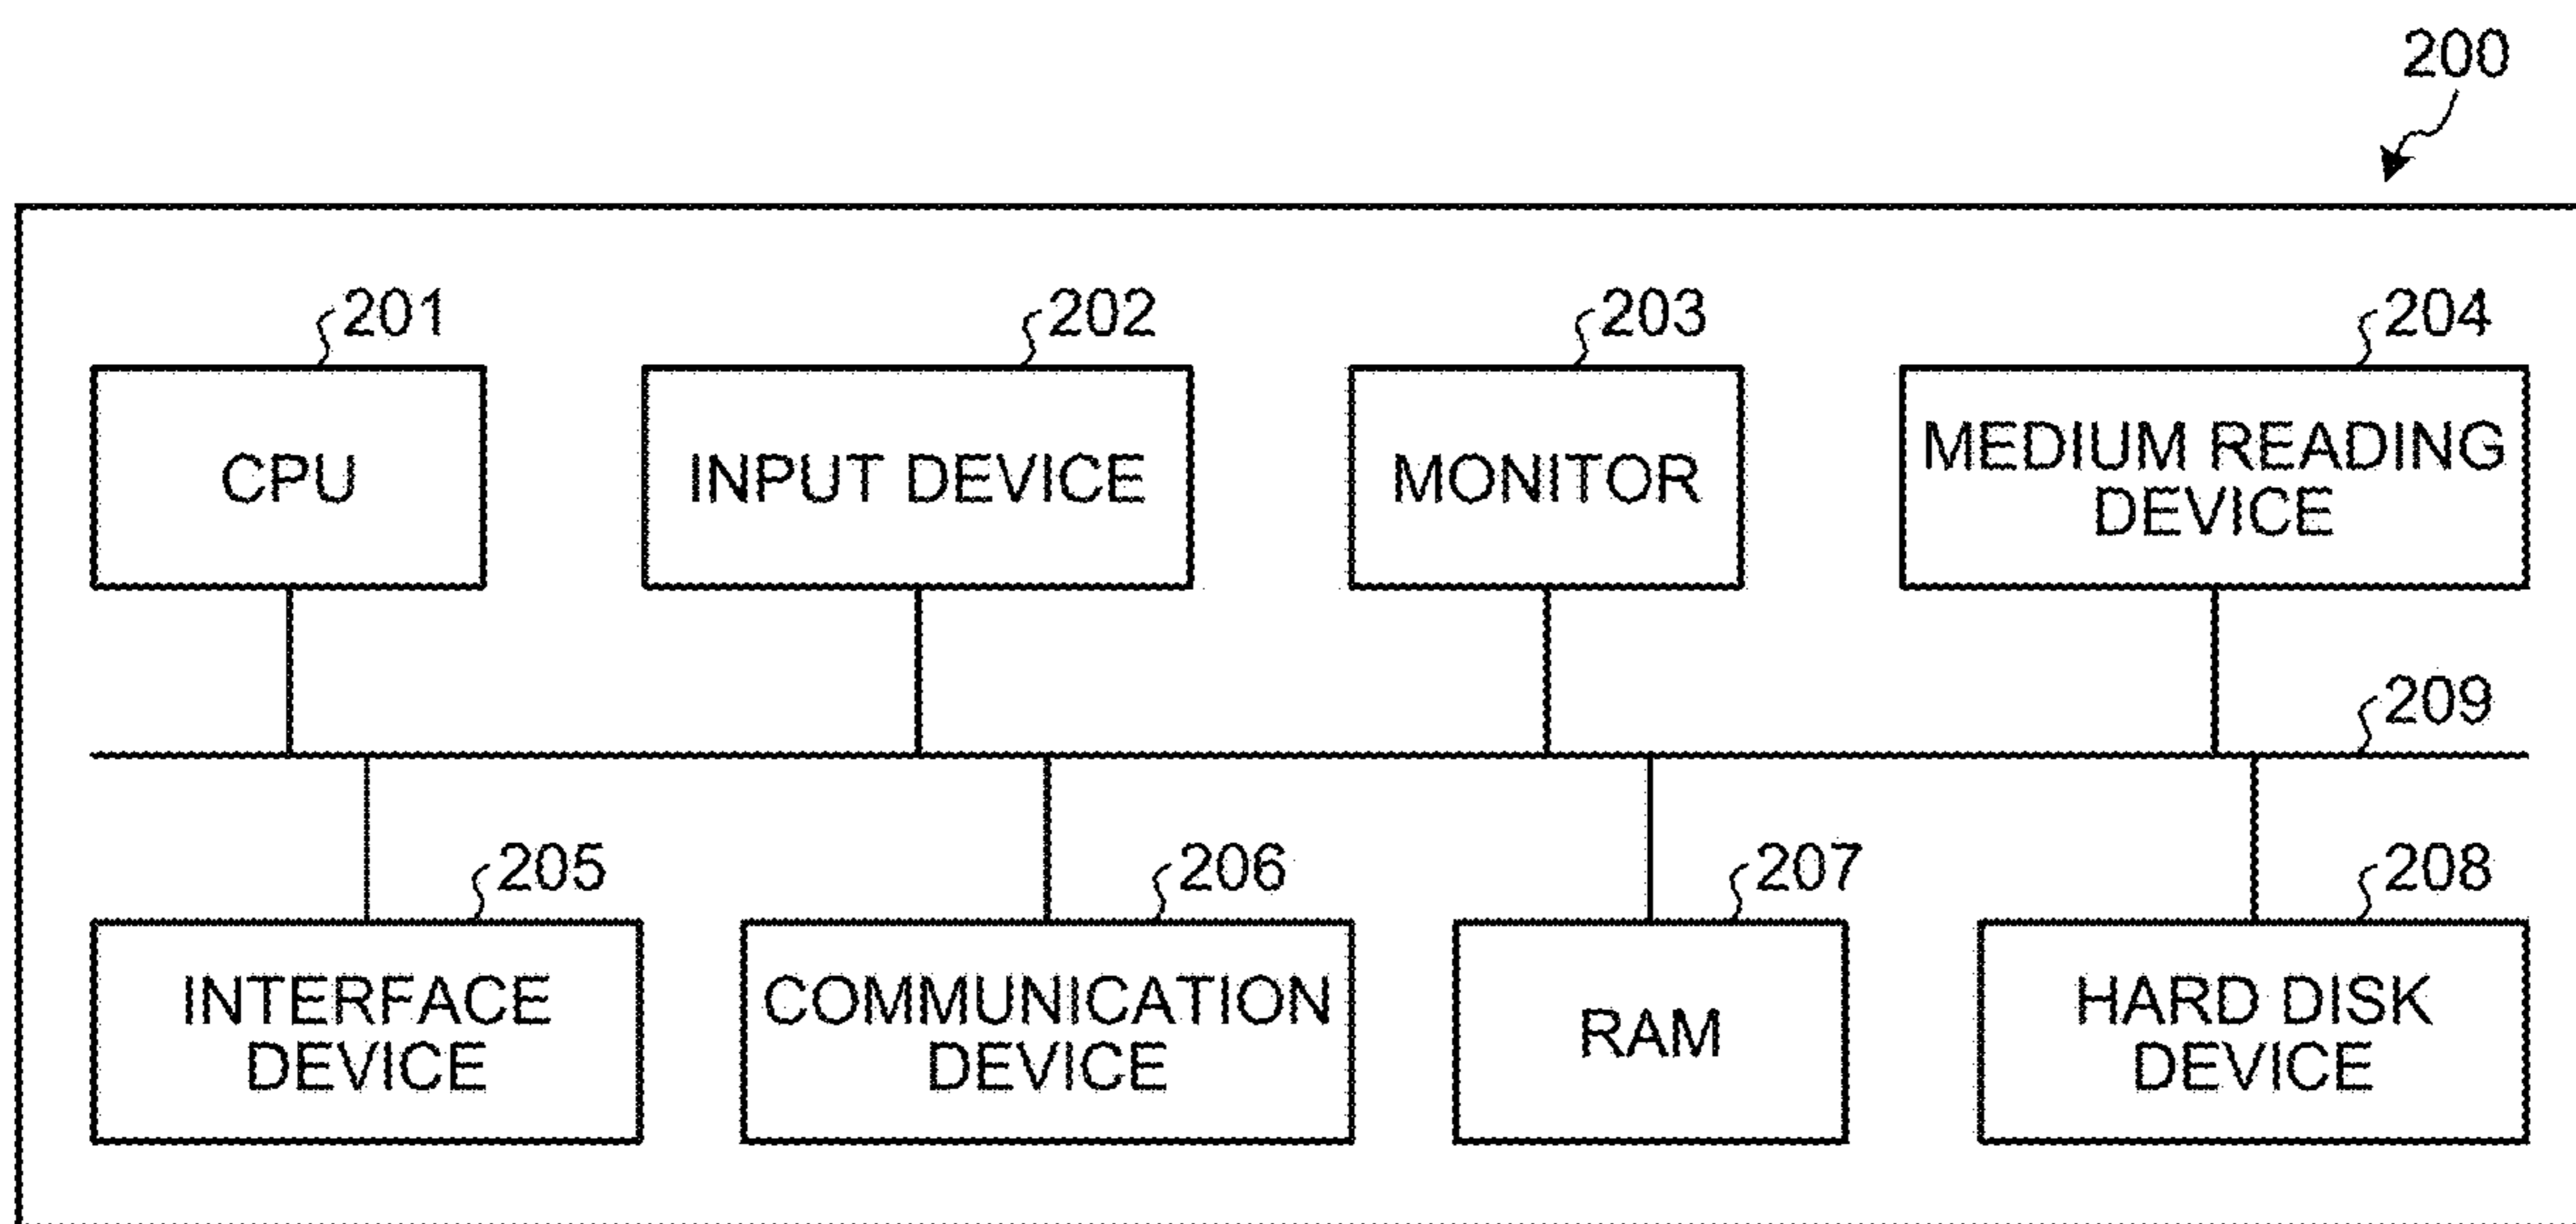 200
201
202
203
204
CPU
INPUT DEVICE
MONITOR
MEDIUM READING
DEVICE
209
205
206
207
208
INTERFACE
DEVICE
COMMUNICATION
DEVICE
RAM
HARD DISK
DEVICE